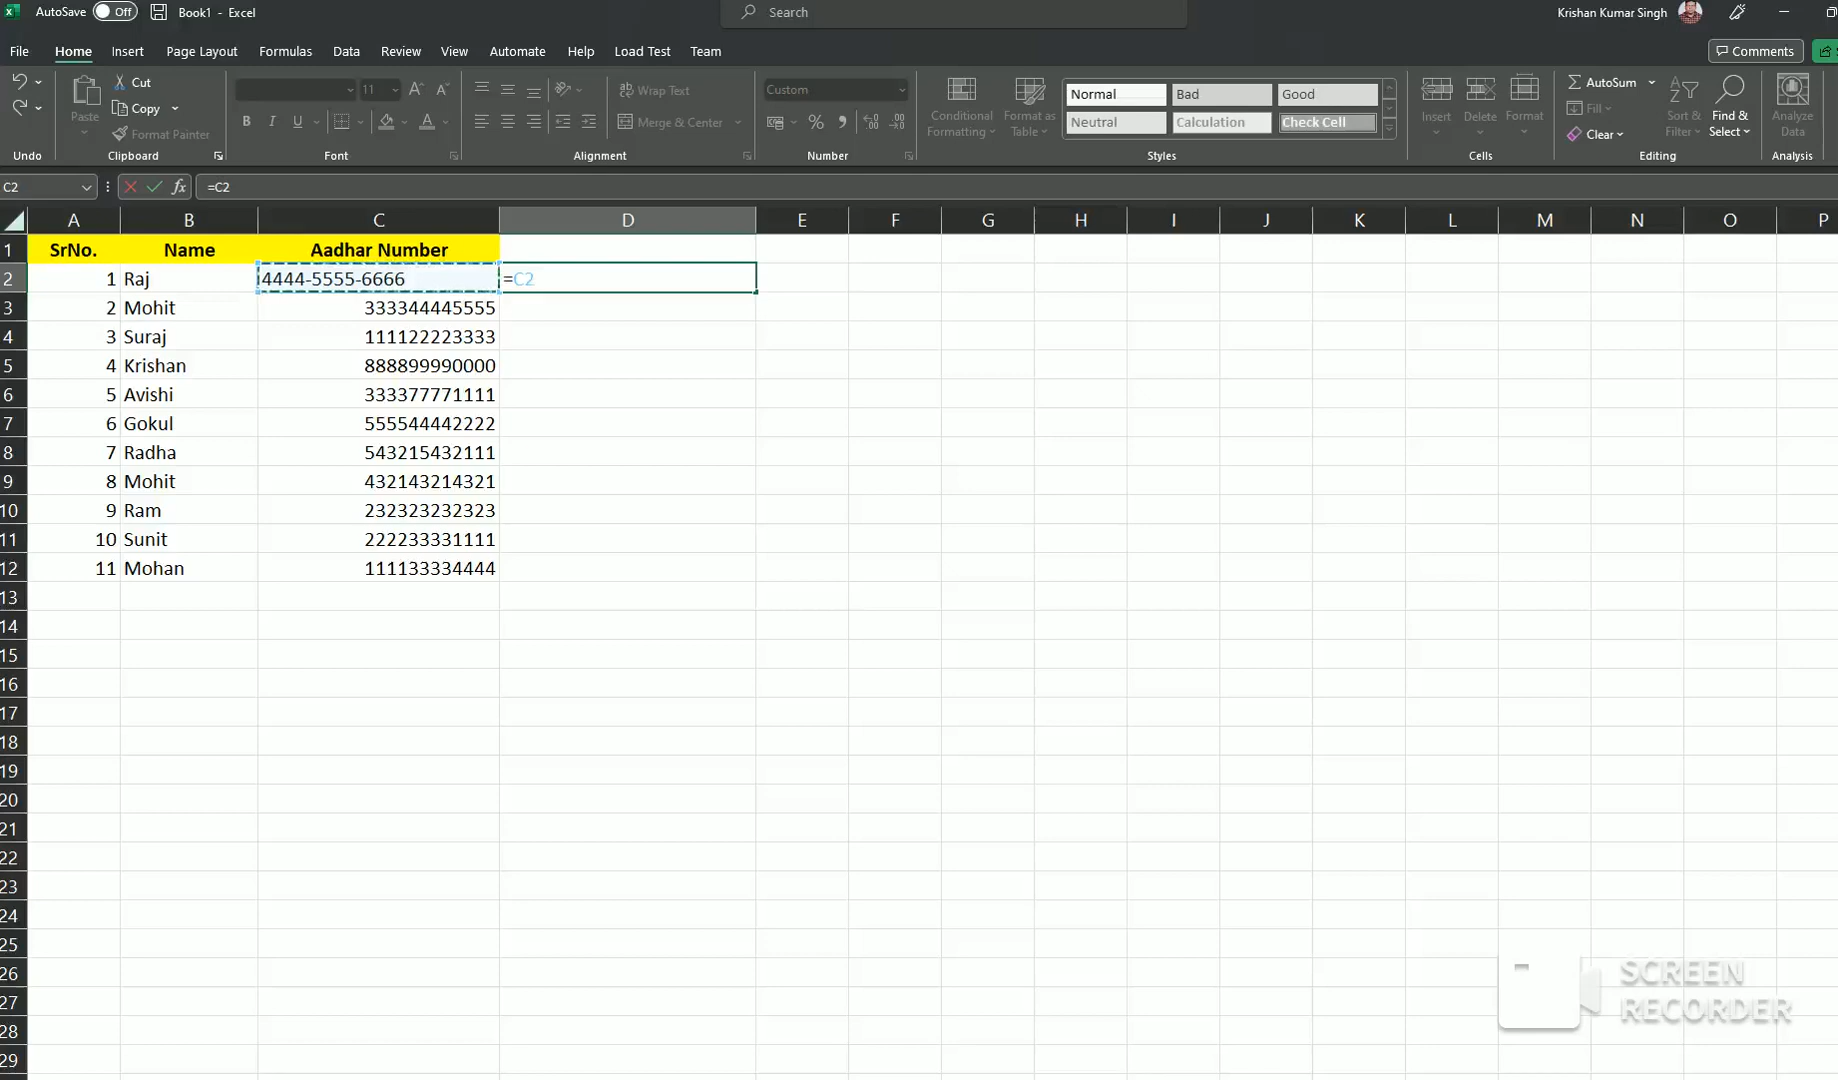 AutoSave Off Book1 - Excel Search Krishan Kumar Singh
File Home Insert Page Layout Formulas Data Review View Automate Help Load Test Team Comments
Cut 11 Wrap Text Custom Normal Bad Good AutoSum
Paste Copy Conditional Format as Insert Delete Format Fill Sort & Find & Analyze
Format Painter B I U Merge & Center Formatting Table Neutral Calculation Check Cell Clear Filter Select Data
Undo Clipboard Font Alignment Number Styles Cells Editing Analysis
C2 fx =C2
A B C D E F G H I J K L M N O P
1 SrNo. Name Aadhar Number
2 1 Raj 4444-5555-6666 =C2
3 2 Mohit 333344445555
4 3 Suraj 111122223333
5 4 Krishan 888899990000
6 5 Avishi 333377771111
7 6 Gokul 555544442222
8 7 Radha 543215432111
9 8 Mohit 432143214321
10 9 Ram 232323232323
11 10 Sunit 222233331111
12 11 Mohan 111133334444
13
14
15
16
17
18
19
20
21
22
23
24
25
26
27
28
29
SCREEN
RECORDER